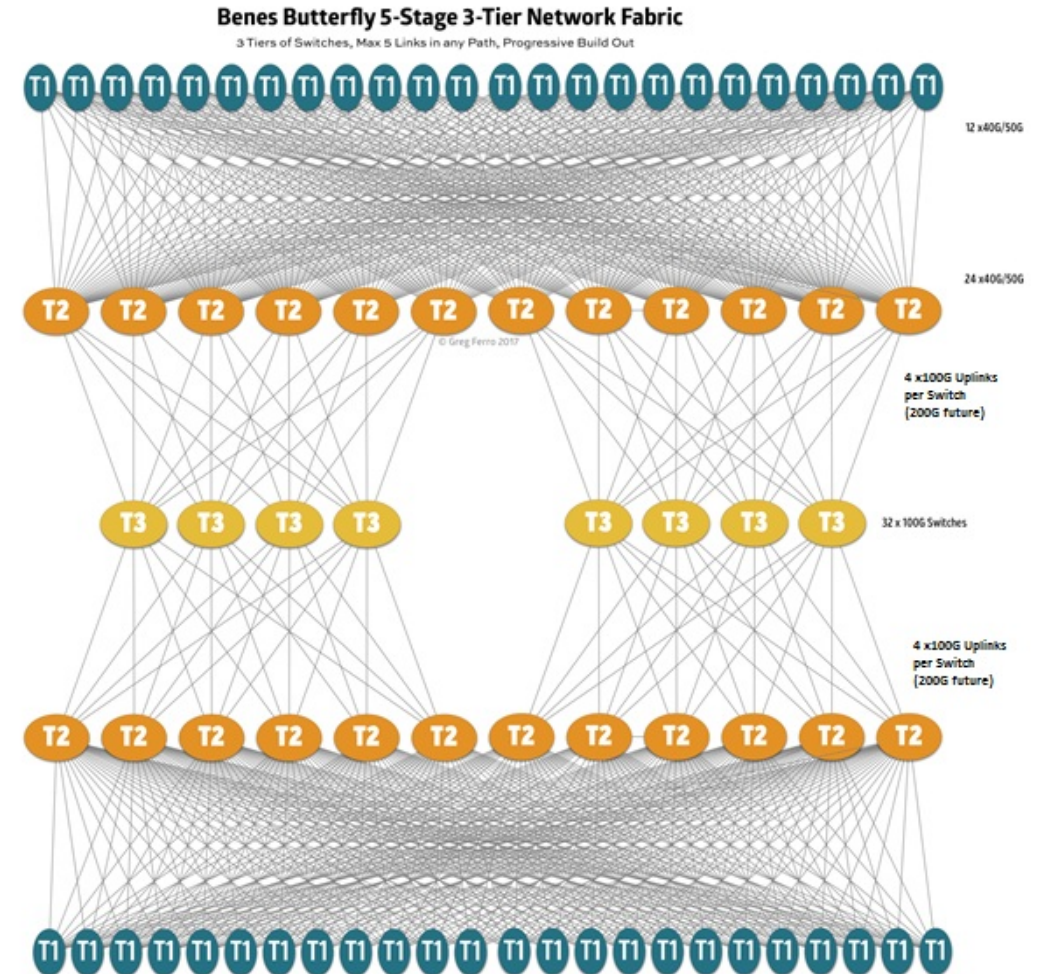 Benes Butterfly 5-Stage 3-Tier Network Fabric
3 Tiers of Switches, Max 5 Links in any Path, Progressive Build Out
T1 T1 T1 T1 T1 T1 T1 T1 T1 T1 T1 T1 T1 T1 T1 T1 T1 T1 T1 T1 T1 T1 T1 T1
12 x40G/50G
24 x40G/50G
T2 T2 T2 T2 T2 T2 T2 T2 T2 T2 T2 T2
© Greg Ferro 2017
4 x100G Uplinks
per Switch
(200G future)
T3 T3 T3 T3 T3 T3 T3 T3
32 x 100G Switches
4 x100G Uplinks
per Switch
(200G future)
T2 T2 T2 T2 T2 T2 T2 T2 T2 T2 T2 T2
T1 T1 T1 T1 T1 T1 T1 T1 T1 T1 T1 T1 T1 T1 T1 T1 T1 T1 T1 T1 T1 T1 T1 T1